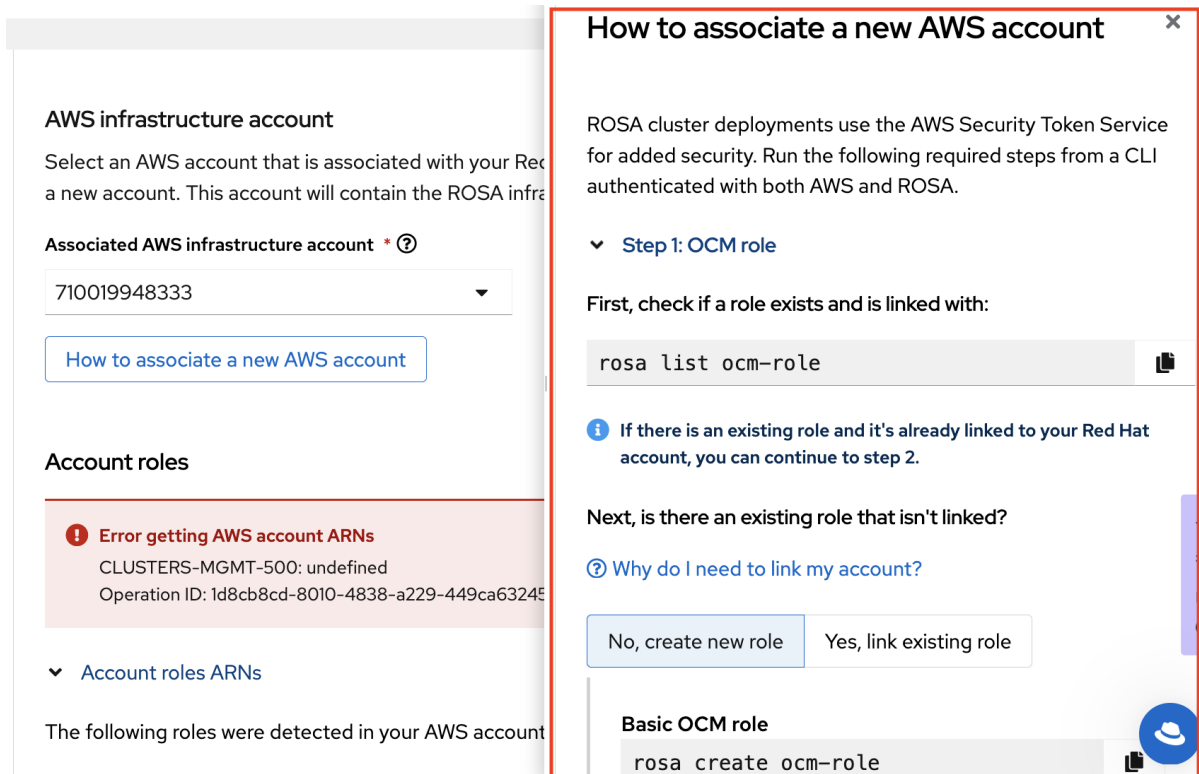 AWS infrastructure account
Select an AWS account that is associated with your Red
a new account. This account will contain the ROSA infra
Associated AWS infrastructure account *
710019948333
How to associate a new AWS account
Account roles
Error getting AWS account ARNs
CLUSTERS-MGMT-500: undefined
Operation ID: 1d8cb8cd-8010-4838-a229-449ca63245
Account roles ARNs
The following roles were detected in your AWS account
How to associate a new AWS account
ROSA cluster deployments use the AWS Security Token Service
for added security. Run the following required steps from a CLI
authenticated with both AWS and ROSA.
Step 1: OCM role
First, check if a role exists and is linked with:
rosa list ocm-role
If there is an existing role and it's already linked to your Red Hat
account, you can continue to step 2.
Next, is there an existing role that isn't linked?
Why do I need to link my account?
No, create new role
Yes, link existing role
Basic OCM role
rosa create ocm-role